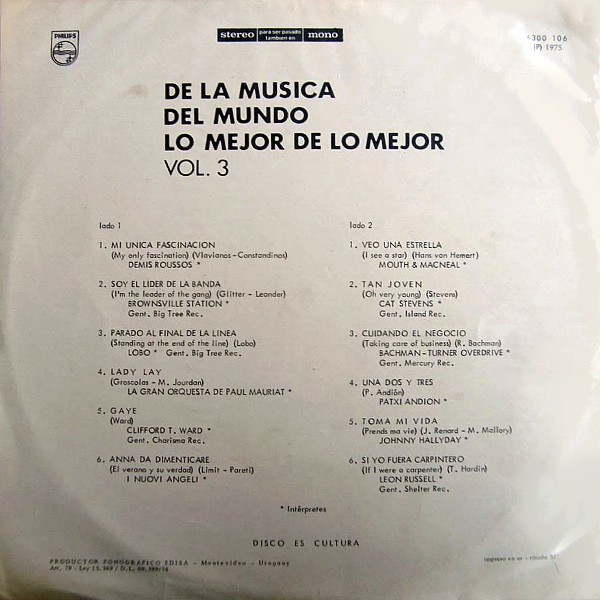 PHILIPS
stereo para ser pasado tambien en mono
6300 106
(P) 1975
DE LA MUSICA
DEL MUNDO
LO MEJOR DE LO MEJOR
VOL. 3
lado 1
1. MI UNICA FASCINACION
(My only fascination) (Vlavianos-Constandinos)
DEMIS ROUSSOS *
2. SOY EL LIDER DE LA BANDA
(I'm the leader of the gang) (Glitter - Leander)
BROWNSVILLE STATION *
Gent. Big Tree Rec.
3. PARADO AL FINAL DE LA LINEA
(Standing at the end of the line) (Lobo)
LOBO * Gent. Big Tree Rec.
4. LADY LAY
(Groscolas - M. Jourdan)
LA GRAN ORQUESTA DE PAUL MAURIAT *
5. GAYE
(Ward)
CLIFFORD T. WARD *
Gent. Charisma Rec.
6. ANNA DA DIMENTICARE
(El verano y su verdad) (Limit - Pareti)
I NUOVI ANGELI *
lado 2
1. VEO UNA ESTRELLA
(I see a star) (Hans van Hemert)
MOUTH & MACNEAL *
2. TAN JOVEN
(Oh very young) (Stevens)
CAT STEVENS *
Gent. Island Rec.
3. CUIDANDO EL NEGOCIO
(Taking care of business) (R. Bachman)
BACHMAN - TURNER OVERDRIVE *
Gent. Mercury Rec.
4. UNA DOS Y TRES
(P. Andión)
PATXI ANDION *
5. TOMA MI VIDA
(Prends ma vie) (J. Renard - M. Mallory)
JOHNNY HALLYDAY *
6. SI YO FUERA CARPINTERO
(If I were a carpenter) (T. Hardin)
LEON RUSSELL *
Gent. Shelter Rec.
* Intérpretes
DISCO ES CULTURA
PRODUCTOR FONOGRAFICO EDISA - Montevideo - Uruguay
Art. 79 - Ley 13.349 / D.L.
Impreso en